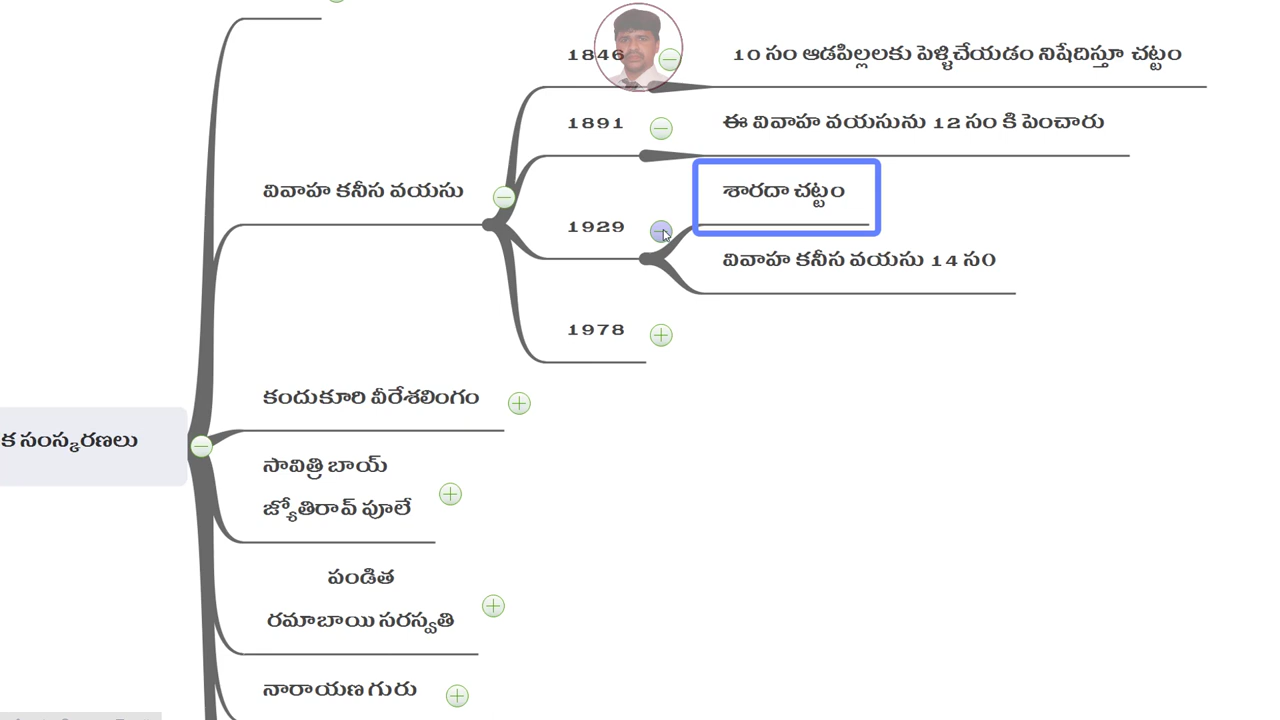 1846
10 సం ఆడపిల్లలకు పెళ్ళిచేయడం నిషేదిస్తూ చట్టం
1891
ఈ వివాహ వయసును 12 సం కి పెంచారు
వివాహ కనీస వయసు
శారదా చట్టం
1929
వివాహ కనీస వయసు 14 సం
1978
కందుకూరి వీరేశలింగం
క సంస్కరణలు
సావిత్రి బాయ్
జ్యోతిరావ్ పూలే
పండిత
రమాబాయి సరస్వతి
నారాయణ గురు